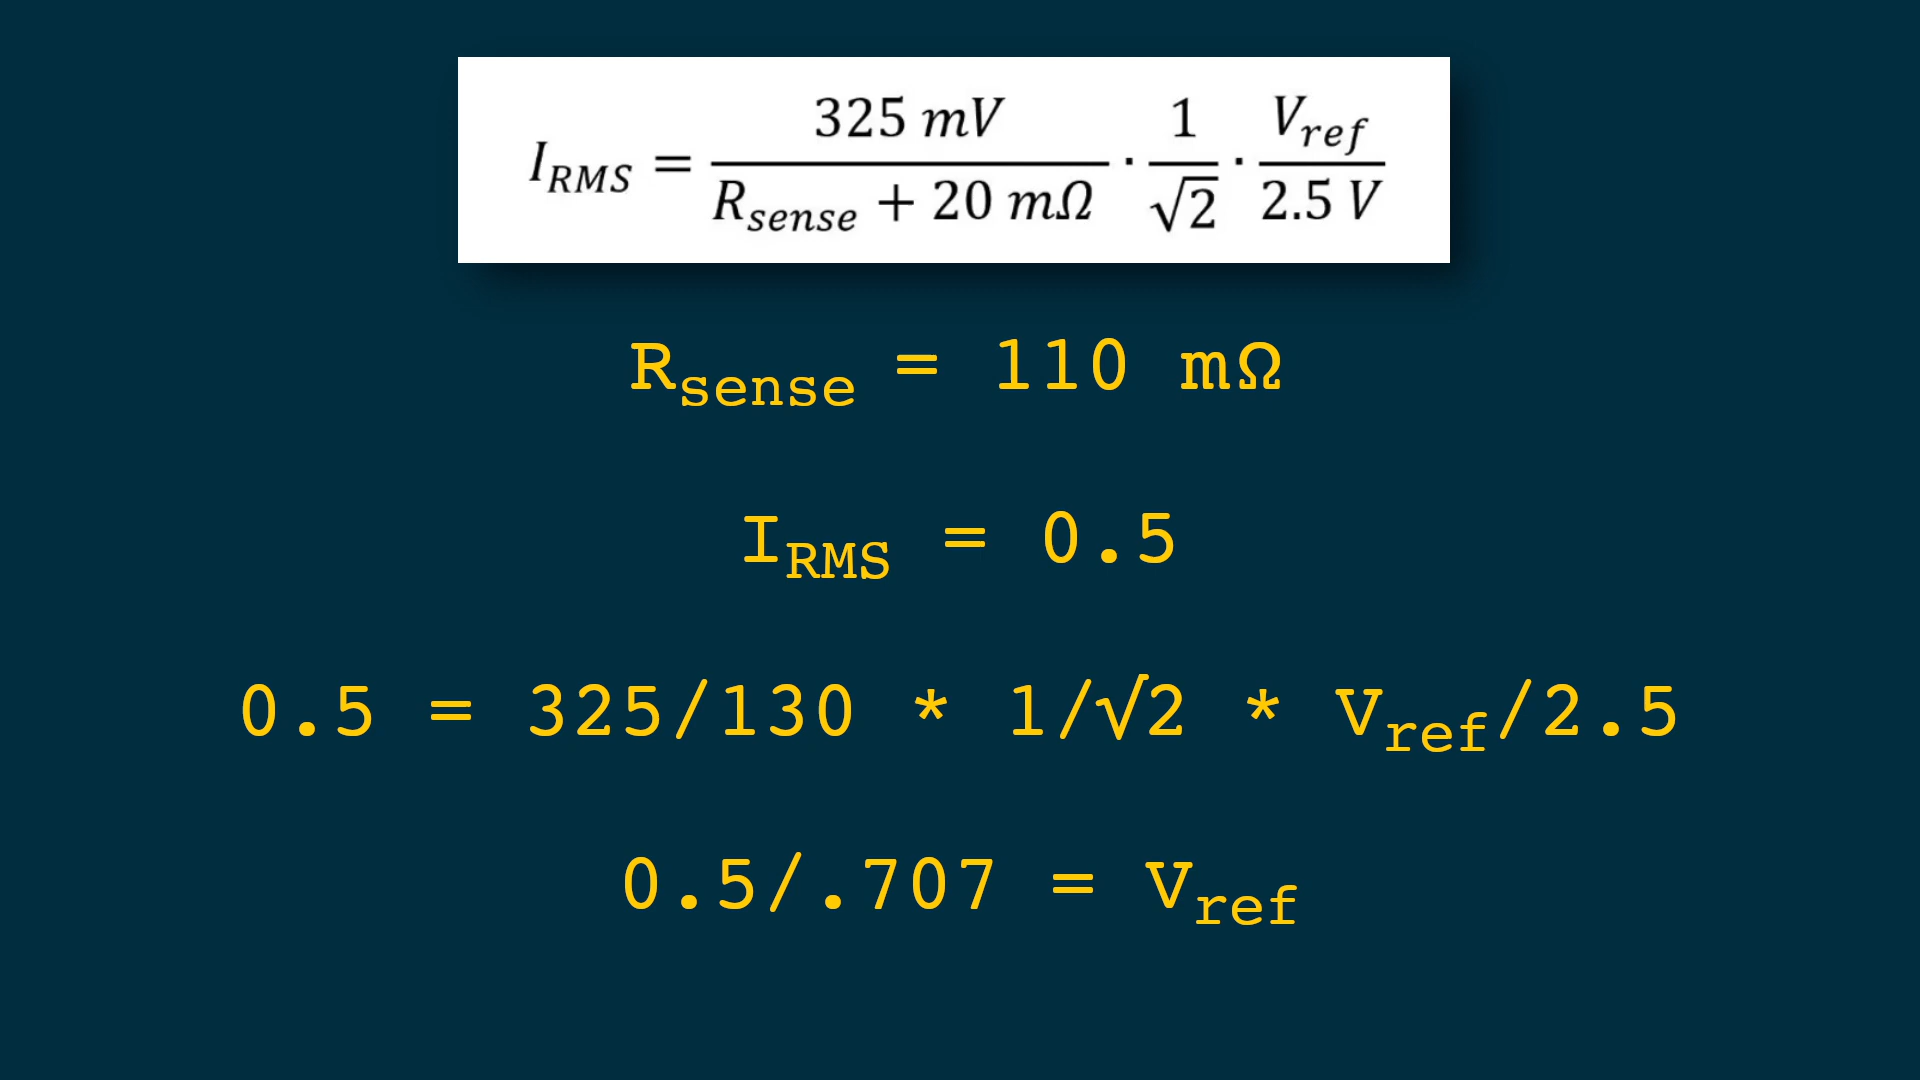 I_RMS = 325 mV / (R_sense + 20 mΩ) · 1/√2 · V_ref / 2.5 V
R_sense = 110 mΩ
I_RMS = 0.5
0.5 = 325/130 * 1/√2 * V_ref/2.5
0.5/.707 = V_ref